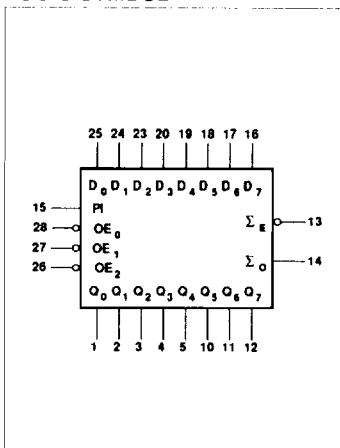 25 24 23 20 19 18 17 16
D₀ D₁ D₂ D₃ D₄ D₅ D₆ D₇
15 PI
28 OE₀ Σ_E 13
27 OE₁
26 OE₂ Σ_O 14
Q₀ Q₁ Q₂ Q₃ Q₄ Q₅ Q₆ Q₇
1 2 3 4 5 10 11 12